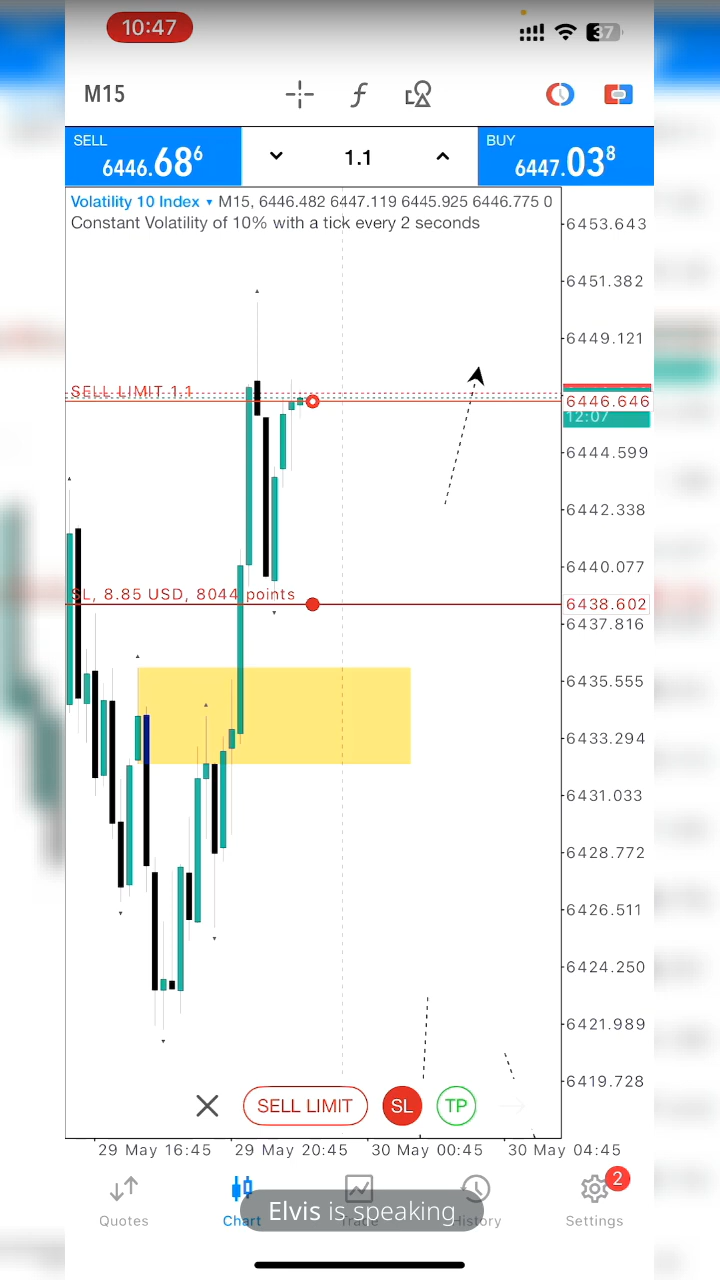 10:47
37
M15
SELL
6446.68⁶
1.1
BUY
6447.03⁸
Volatility 10 Index ▾ M15, 6446.482 6447.119 6445.925 6446.775 0
Constant Volatility of 10% with a tick every 2 seconds
6453.643
6451.382
6449.121
SELL LIMIT 1.1
6446.646
12:07
6444.599
6442.338
6440.077
SL, 8.85 USD, 8044 points
6438.602
6437.816
6435.555
6433.294
6431.033
6428.772
6426.511
6424.250
6421.989
6419.728
SELL LIMIT
SL
TP
29 May 16:45
29 May 20:45
30 May 00:45
30 May 04:45
2
Quotes
Chart
Trade
History
Settings
Elvis is speaking